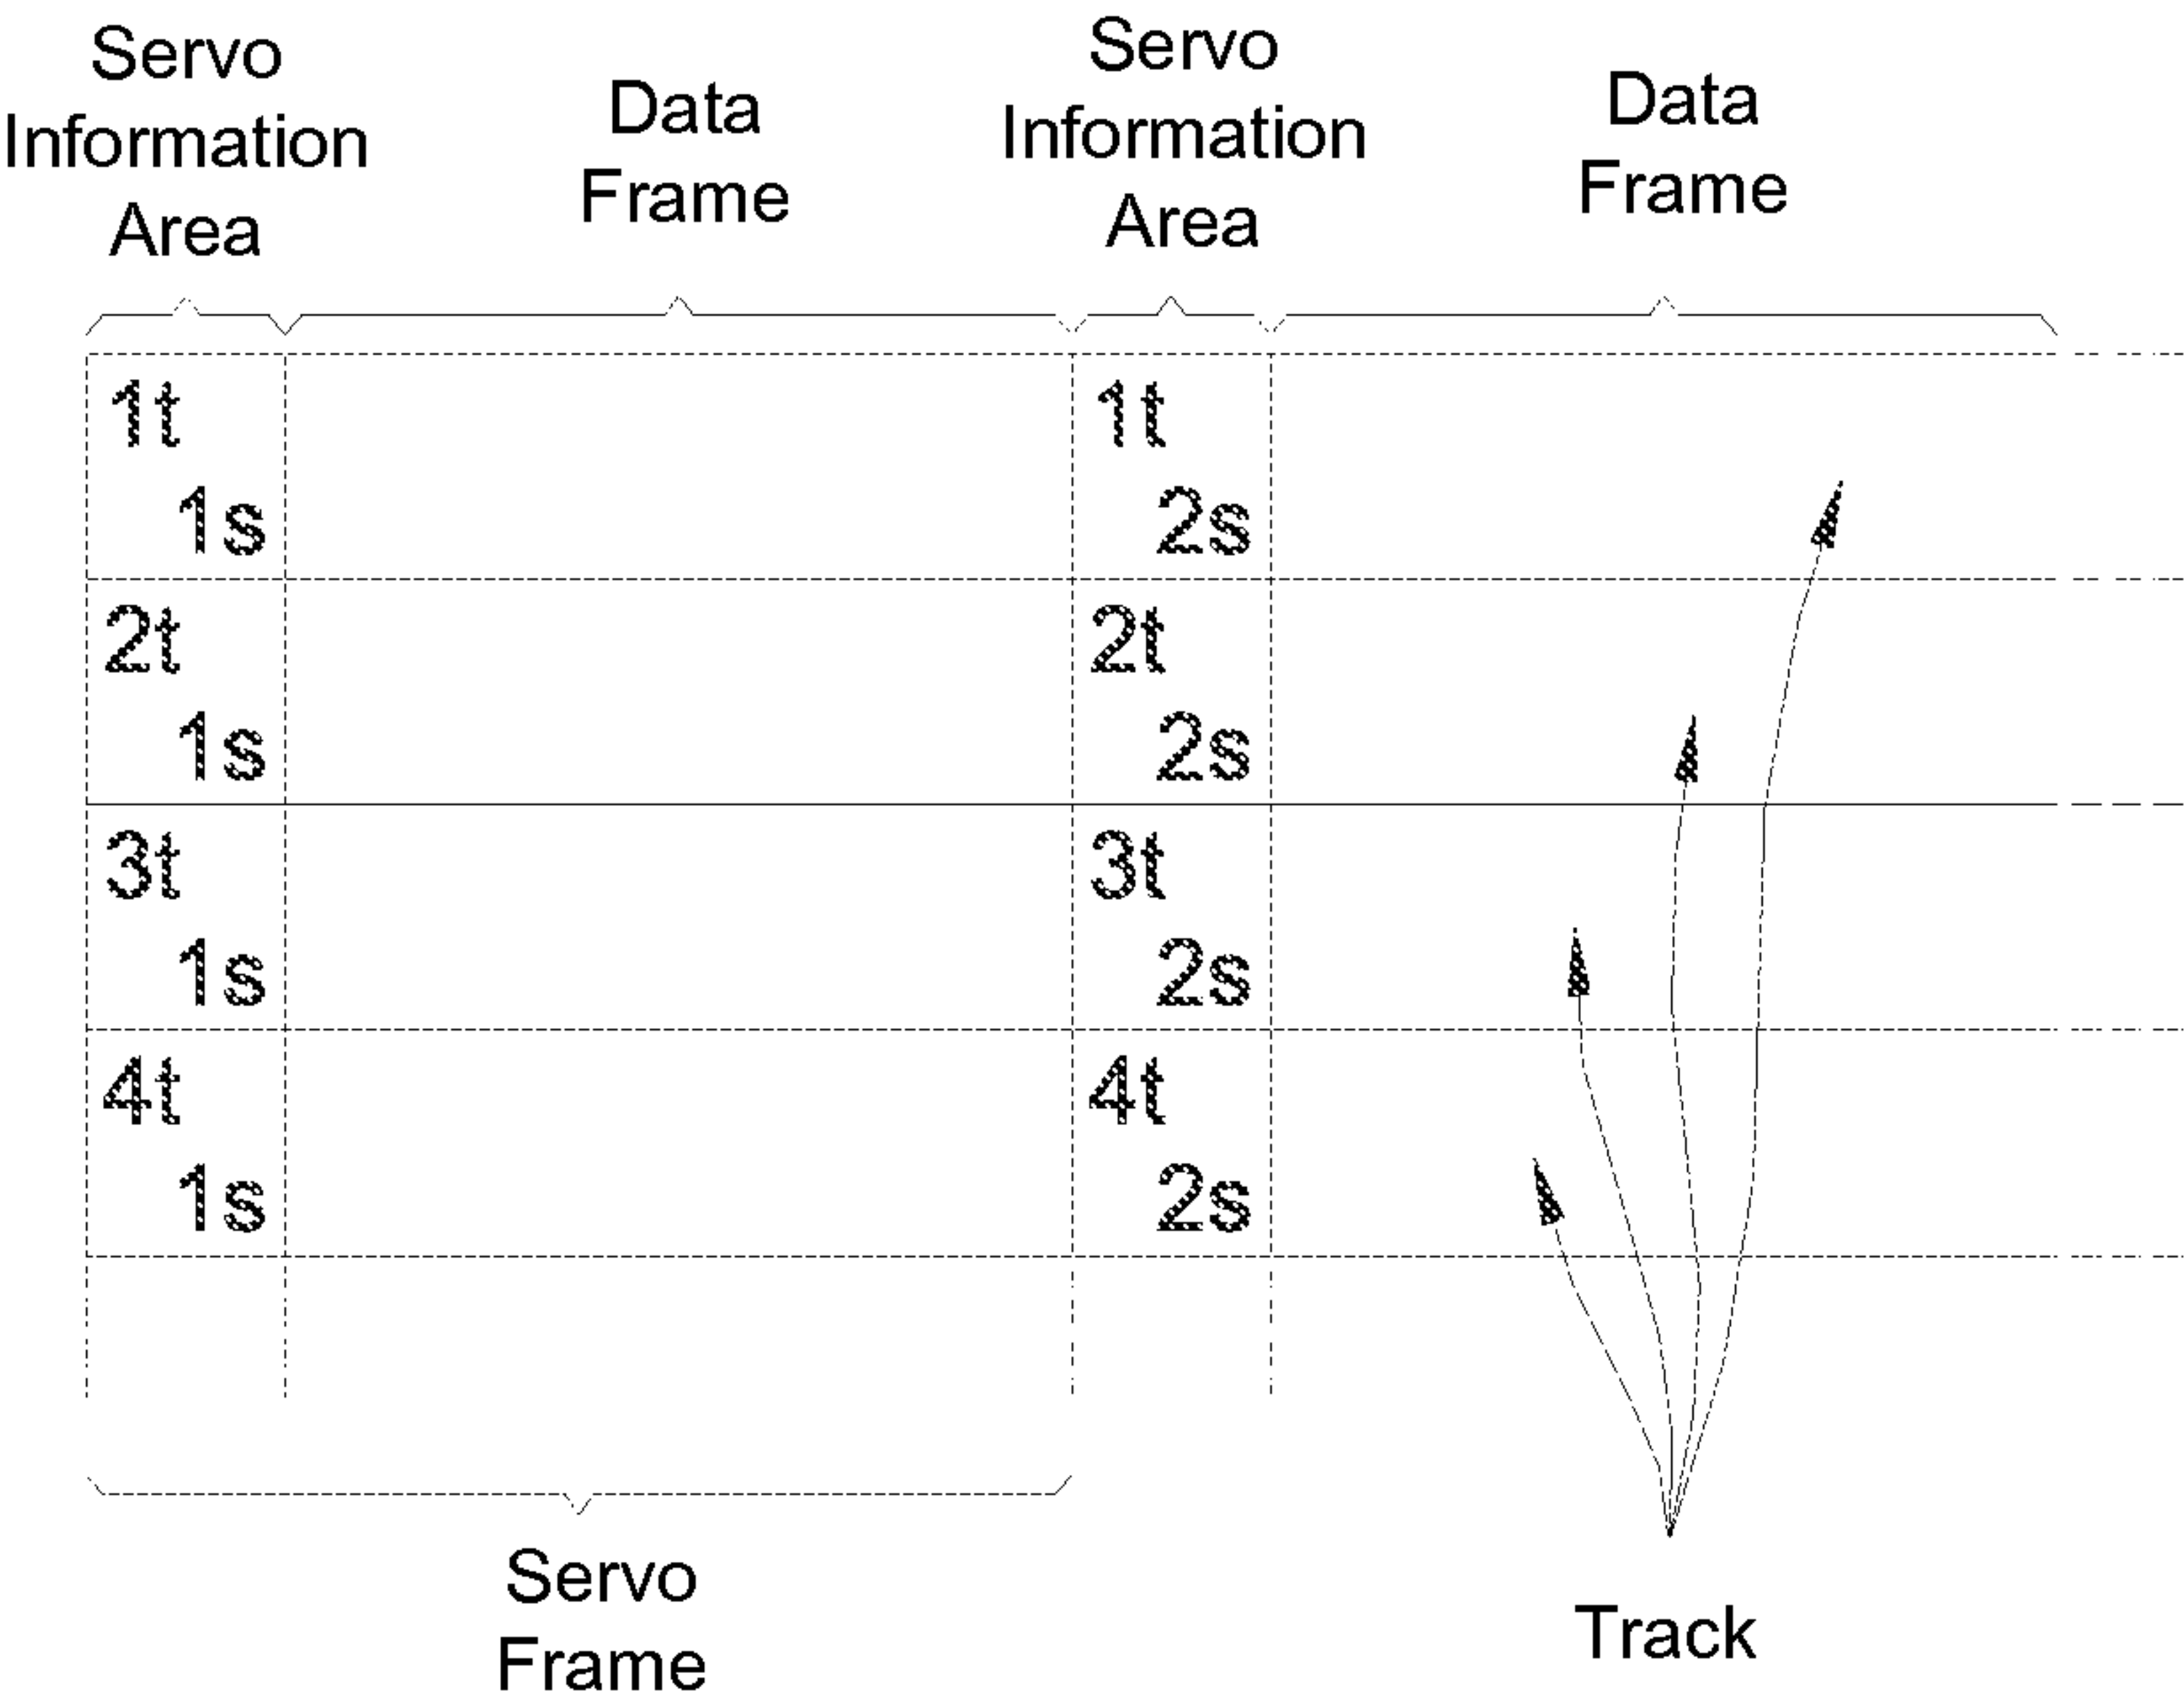 Servo
Information
Area
Data
Frame
Servo
Information
Area
Data
Frame
1t
1s
1t
2s
2t
1s
2t
2s
3t
1s
3t
2s
4t
1s
4t
2s
Servo
Frame
Track